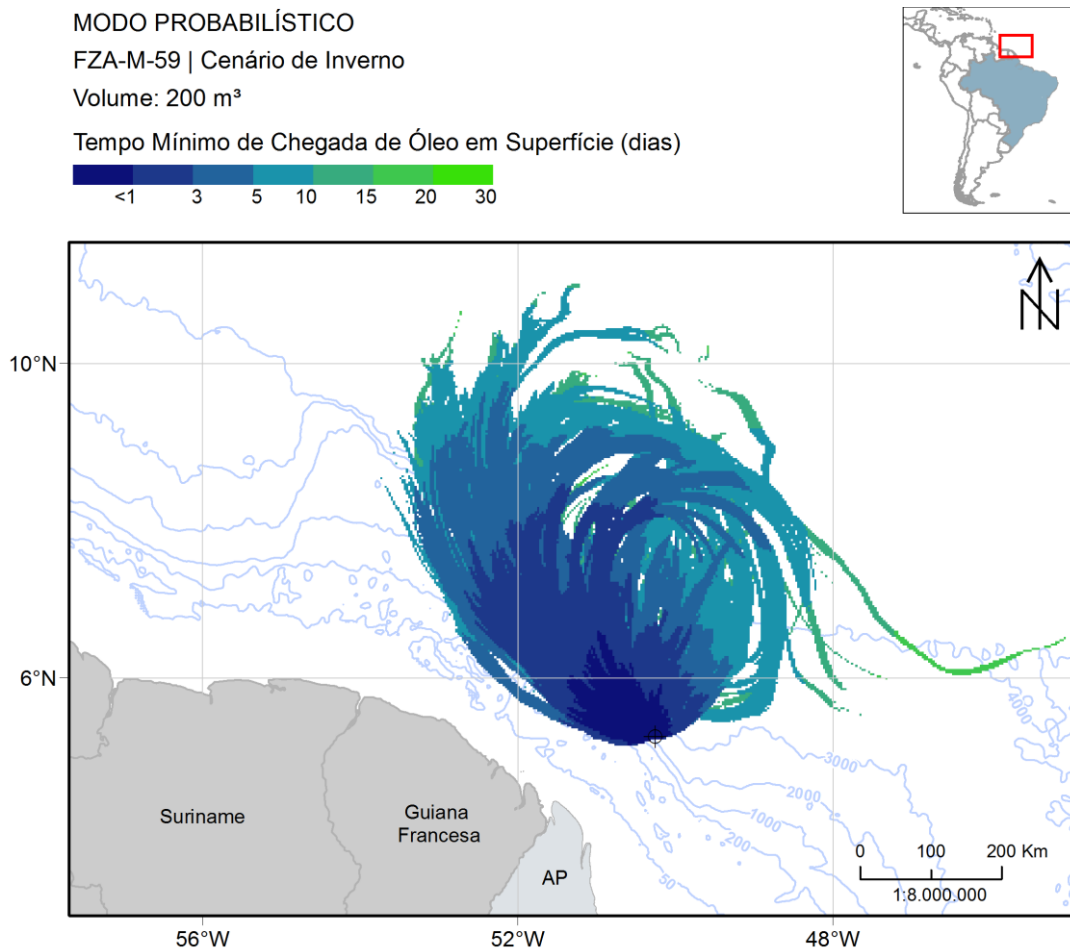 MODO PROBABILÍSTICO
FZA-M-59 | Cenário de Inverno
Volume: 200 m³
Tempo Mínimo de Chegada de Óleo em Superfície (dias)
<1 3 5 10 15 20 30
N
10°N
6°N
4000
3000
2000
1000
50
Suriname
Guiana
Francesa
AP
0 100 200 Km
1:8.000.000
56°W 52°W 48°W